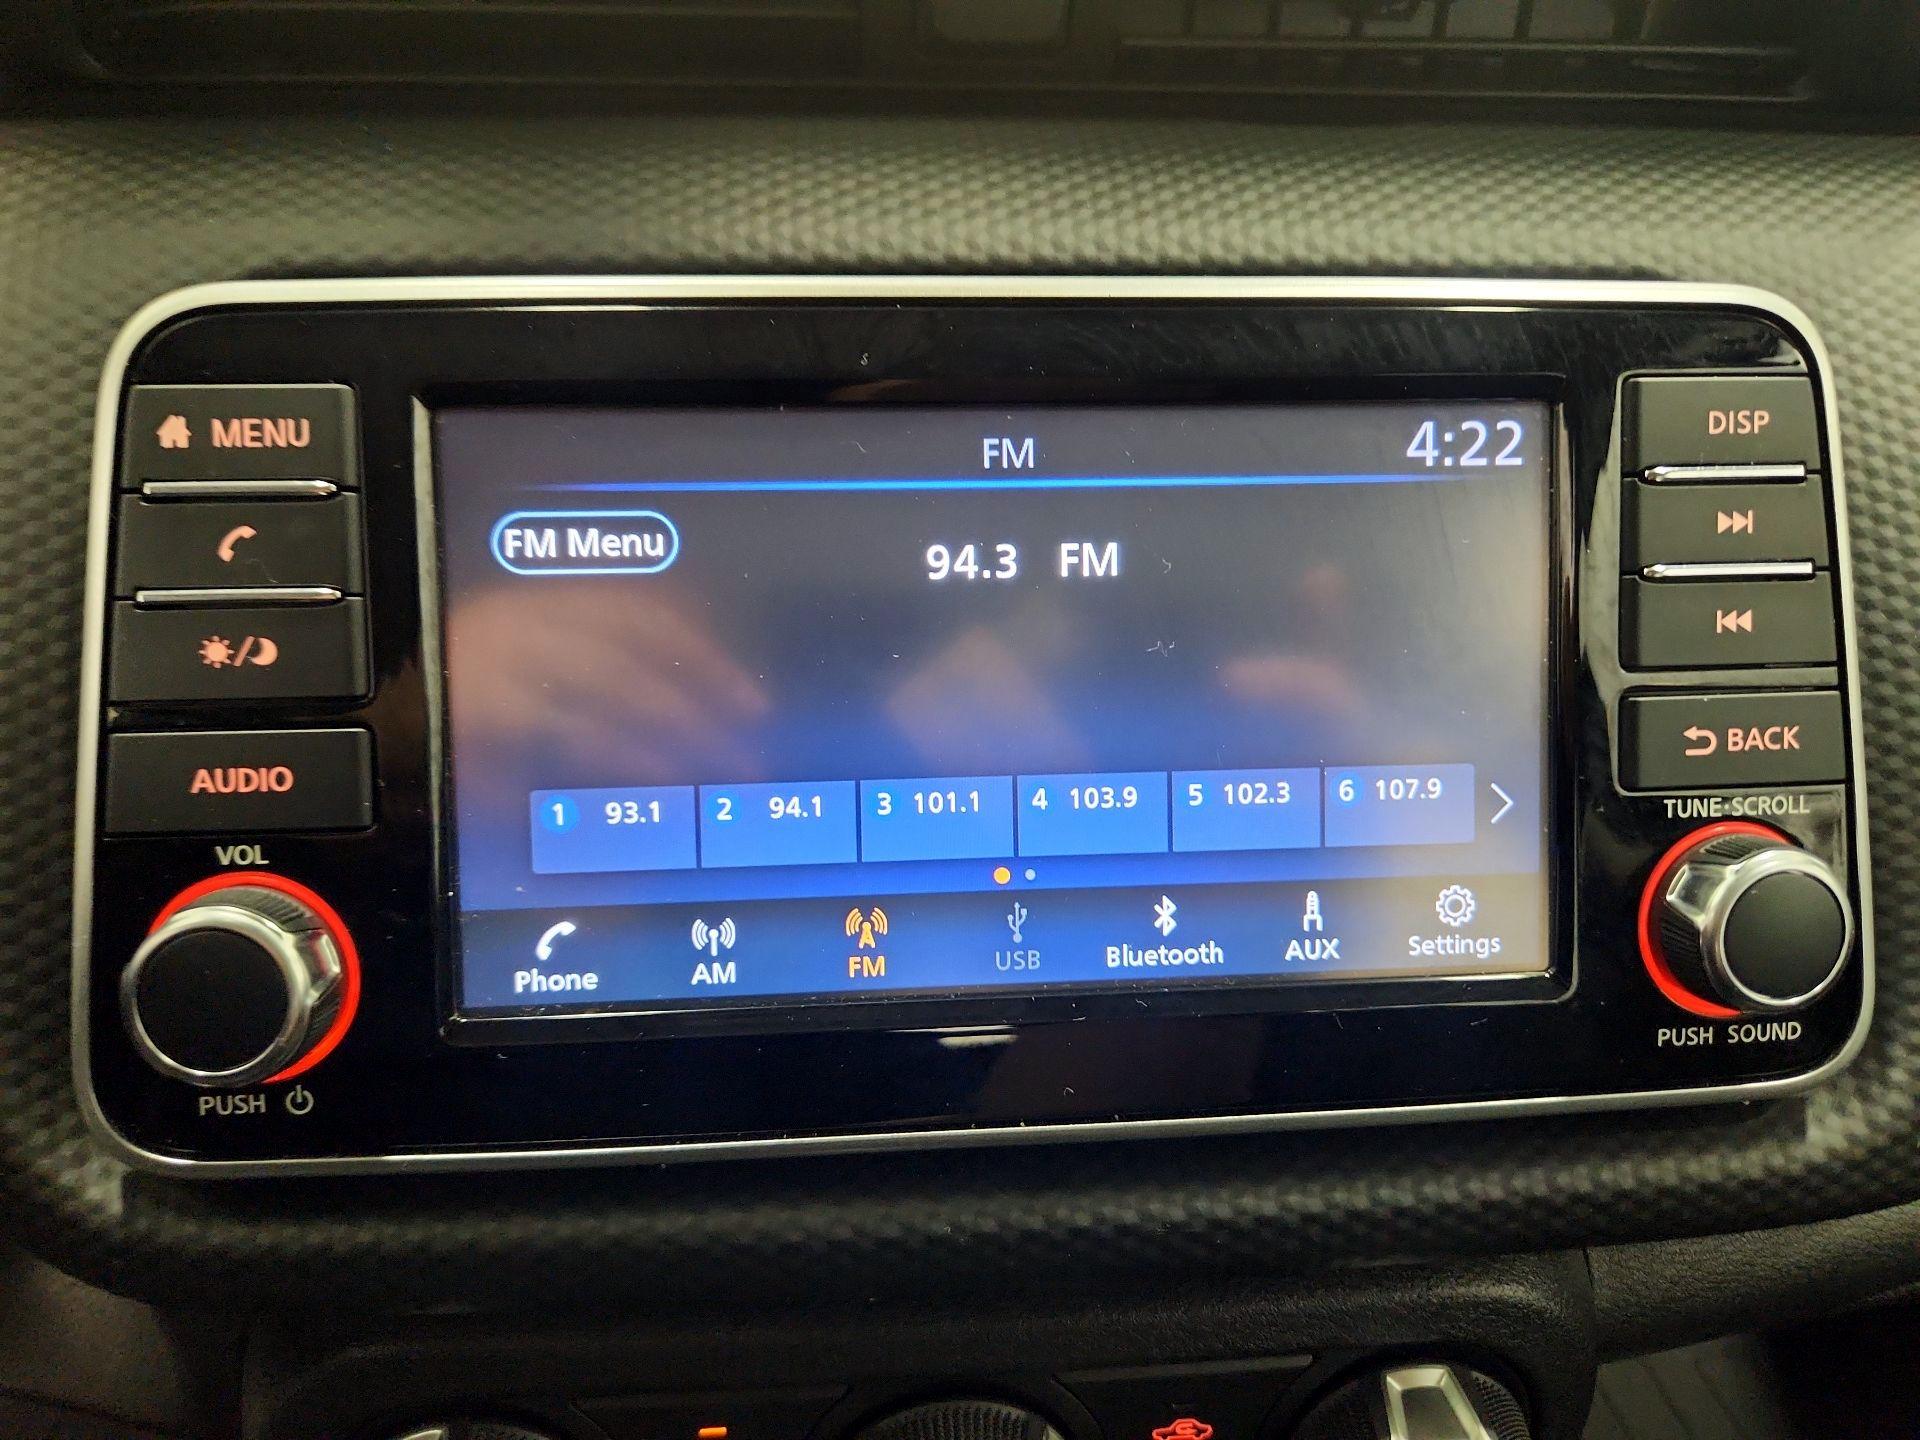 MENU
AUDIO
VOL
PUSH
FM
4:22
FM Menu
94.3 FM
1 93.1
2 94.1
3 101.1
4 103.9
5 102.3
6 107.9
Phone
AM
FM
USB
Bluetooth
AUX
Settings
DISP
BACK
TUNE·SCROLL
PUSH SOUND